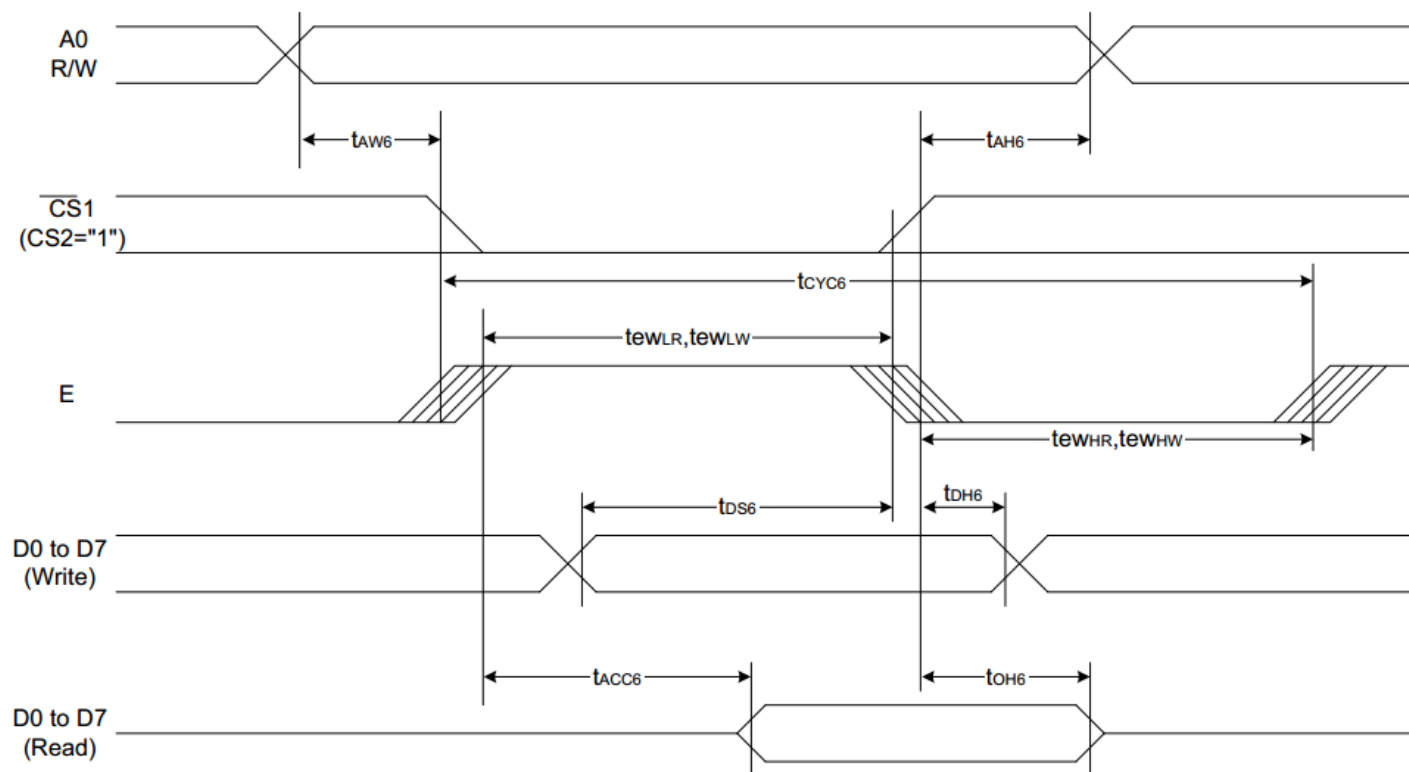 A0
R/W
tAW6
tAH6
CS1
(CS2="1")
tCYC6
tewLR,tewLW
E
tewHR,tewHW
tDS6
tDH6
D0 to D7
(Write)
tACC6
tOH6
D0 to D7
(Read)